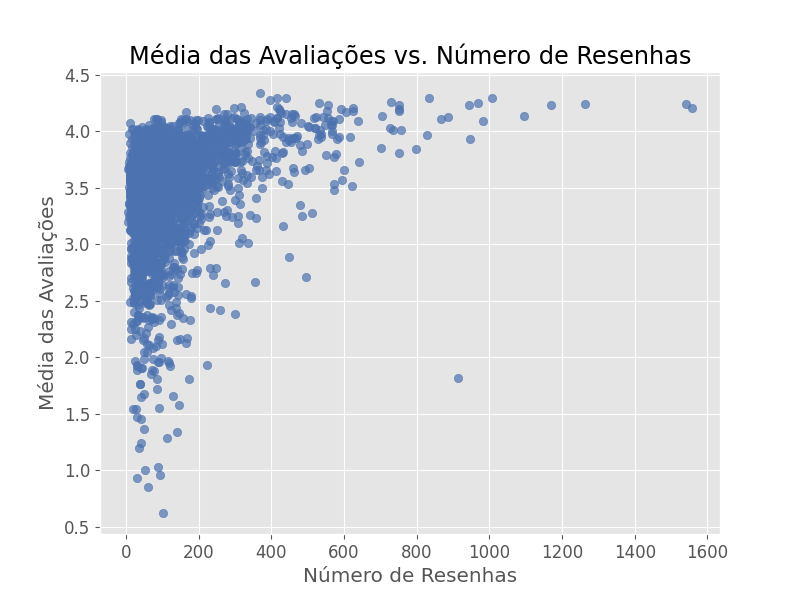 Média das Avaliações vs. Número de Resenhas
Média das Avaliações
4.5
4.0
3.5
3.0
2.5
2.0
1.5
1.0
0.5
0 200 400 600 800 1000 1200 1400 1600
Número de Resenhas